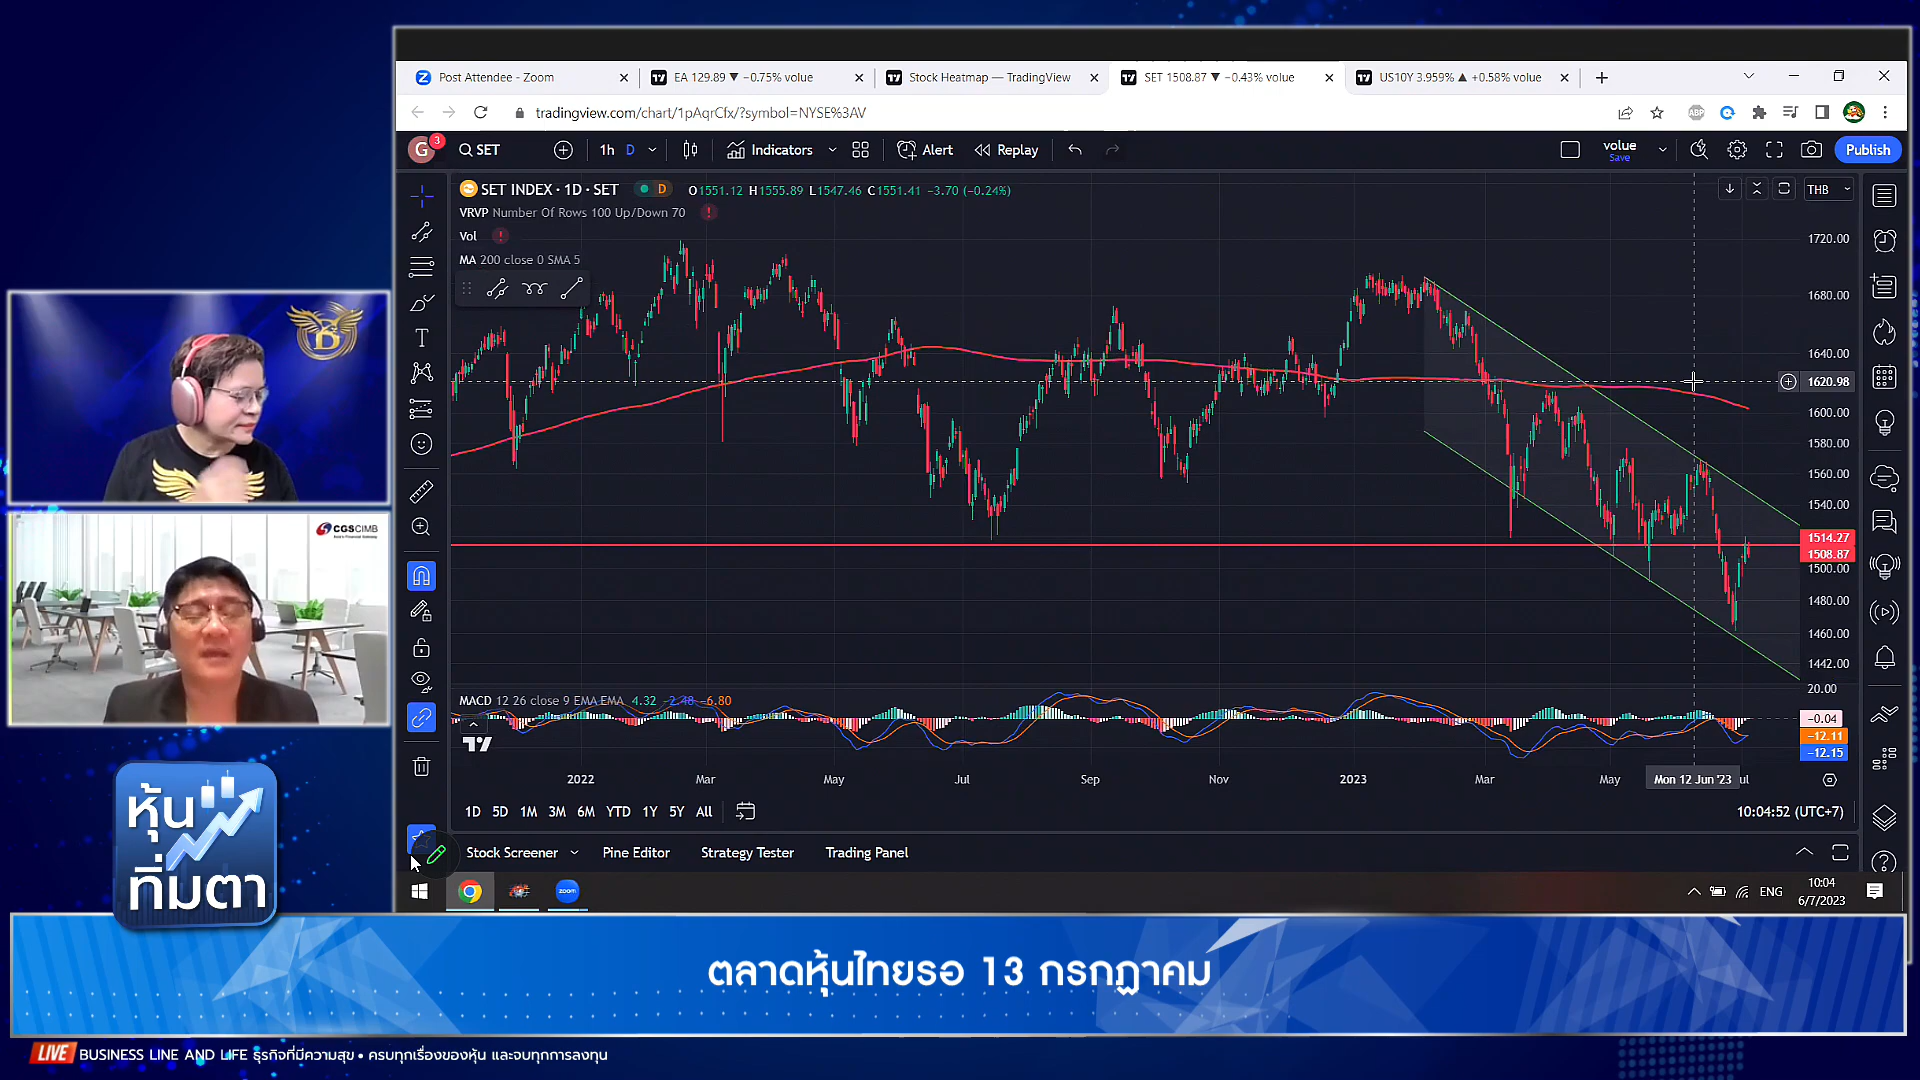 Post Attendee - Zoom
EA 129.89 ▼ −0.75% volue
Stock Heatmap — TradingView
SET 1508.87 ▼ −0.43% volue
US10Y 3.959% ▲ +0.58% volue
tradingview.com/chart/1pAqrCfx/?symbol=NYSE%3AV
ABP
G
3
SET
1h
D
Indicators
Alert
Replay
volue
Save
Publish
SET INDEX · 1D · SET
D
O1551.12 H1555.89 L1547.46 C1551.41 −3.70 (−0.24%)
THB
VRVP Number Of Rows 100 Up/Down 70
Vol
MA 200 close 0 SMA 5
1720.00
1680.00
1640.00
1620.98
1600.00
1580.00
1560.00
1540.00
1514.27
1508.87
1500.00
1480.00
1460.00
1442.00
20.00
MACD 12 26 close 9 EMA EMA 4.32 −2.48 −6.80
−0.04
−12.11
−12.15
2022
Mar
May
Jul
Sep
Nov
2023
Mar
May
Mon 12 Jun '23
1D 5D 1M 3M 6M YTD 1Y 5Y All
10:04:52 (UTC+7)
Stock Screener
Pine Editor
Strategy Tester
Trading Panel
zoom
ENG
10:04
6/7/2023
B
CGS CIMB
หุ้น
ทิ่มตา
ตลาดหุ้นไทยรอ 13 กรกฎาคม
LIVE BUSINESS LINE AND LIFE ธุรกิจที่มีความสุข • ครบทุกเรื่องของหุ้น และจบทุกการลงทุน